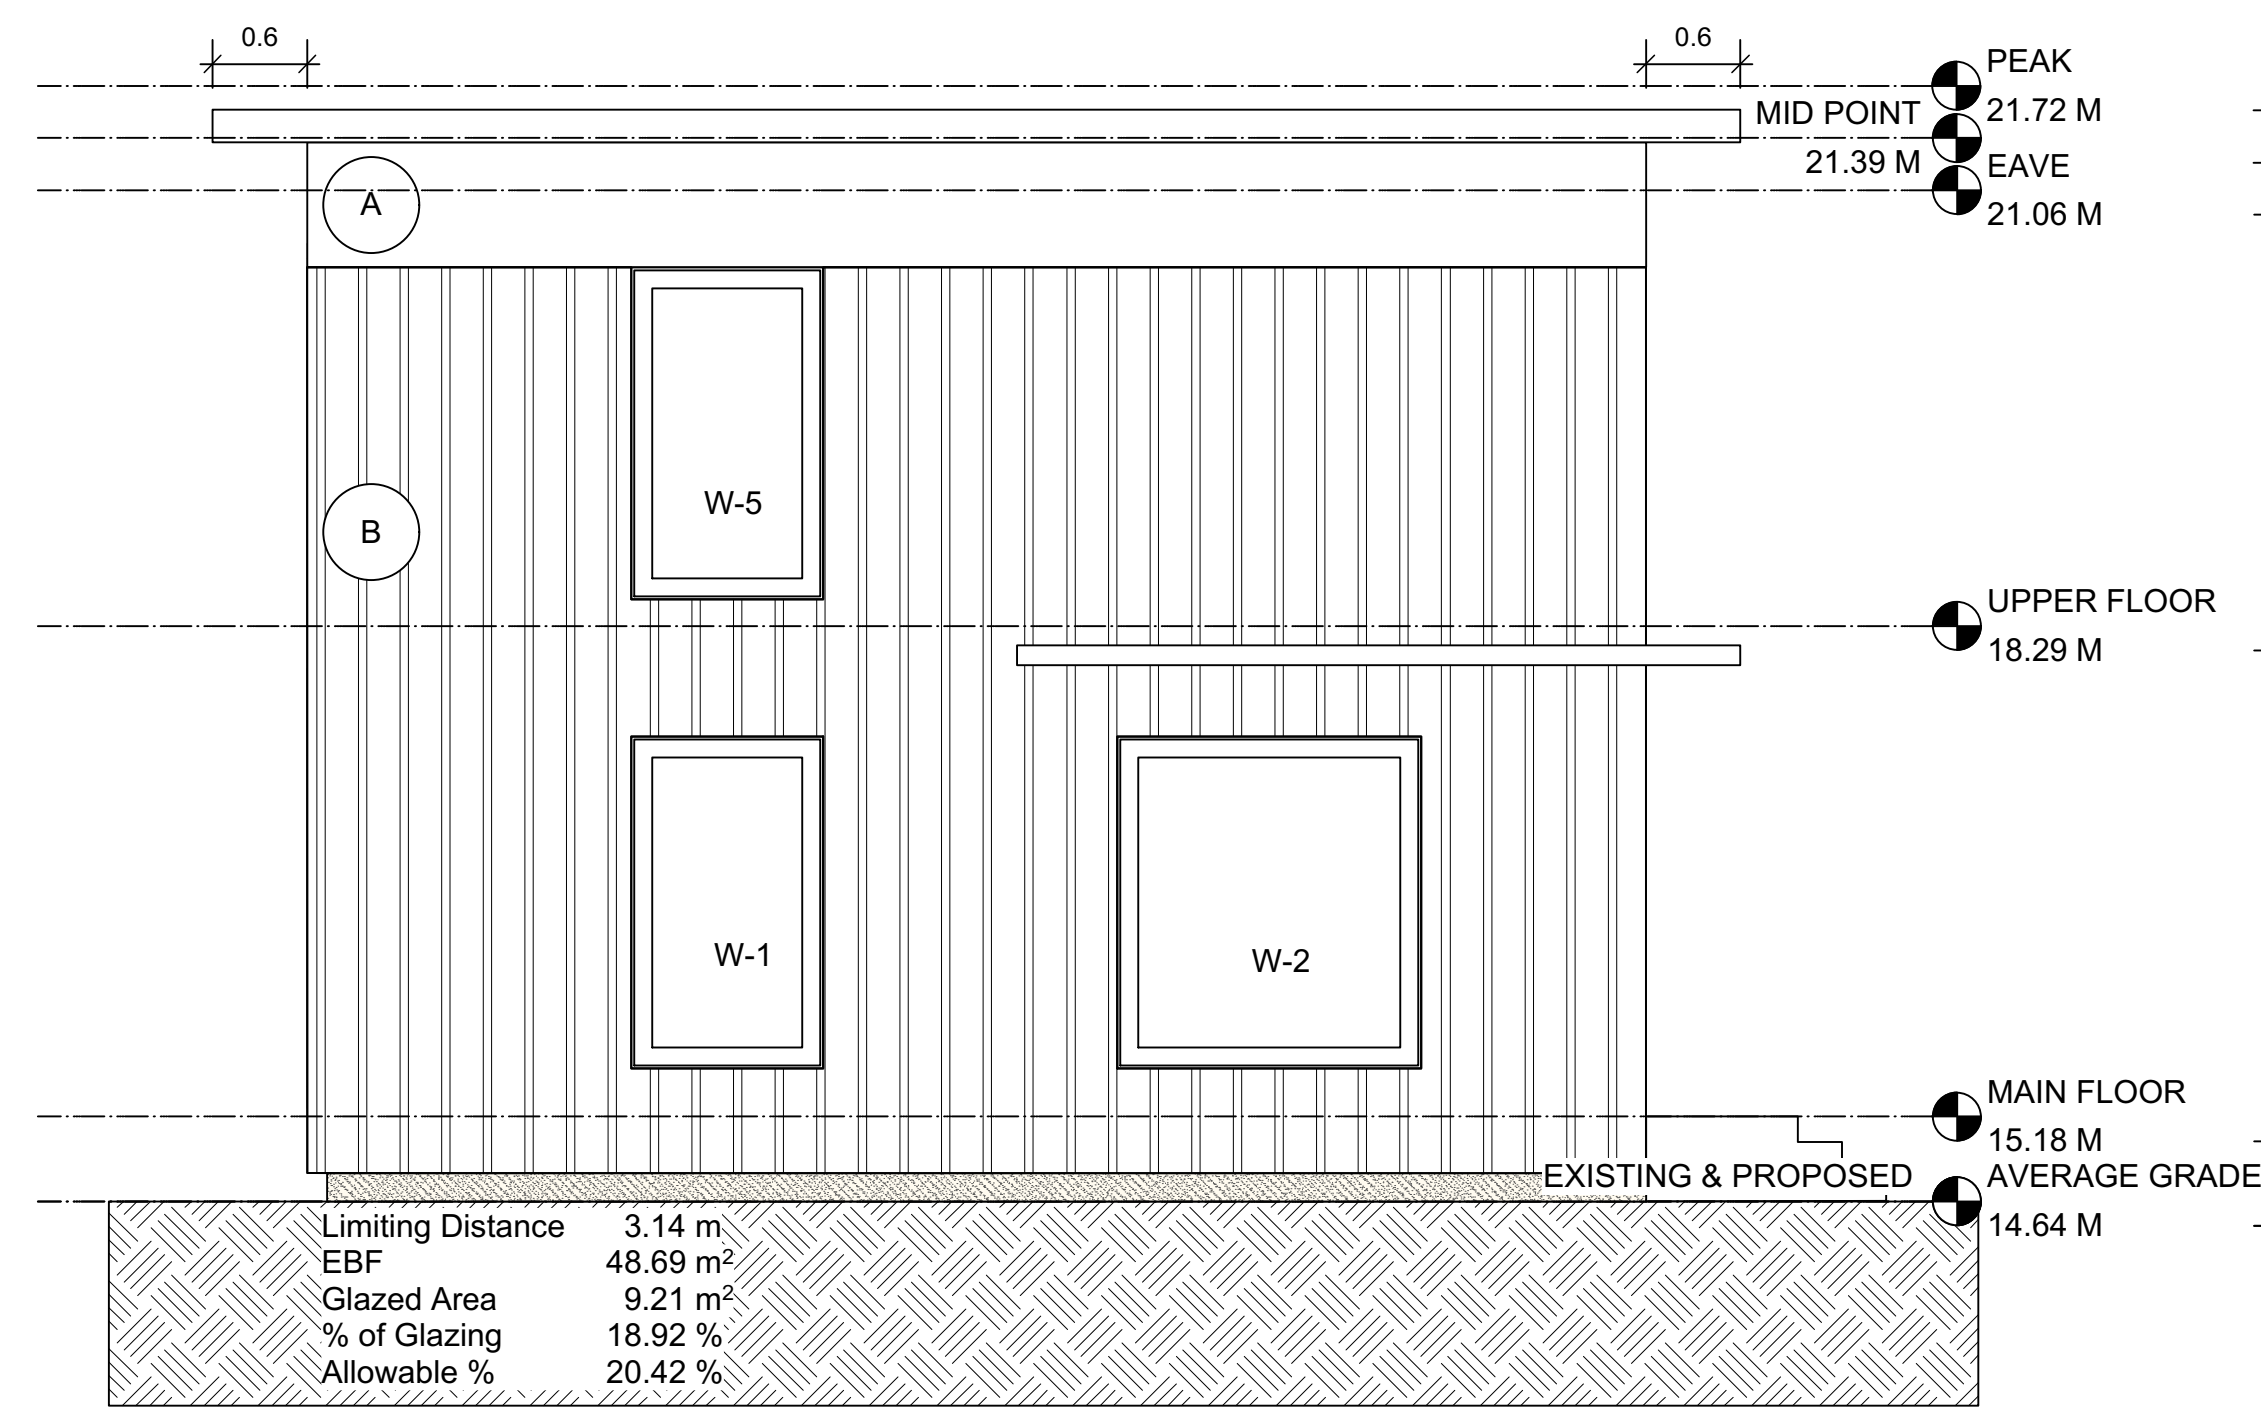 0.6
0.6
PEAK
21.72 M
MID POINT
21.39 M
EAVE
21.06 M
A
B
W-5
UPPER FLOOR
18.29 M
W-1
W-2
MAIN FLOOR
15.18 M
EXISTING & PROPOSED AVERAGE GRADE
14.64 M
Limiting Distance 3.14 m
EBF 48.69 m²
Glazed Area 9.21 m²
% of Glazing 18.92 %
Allowable % 20.42 %